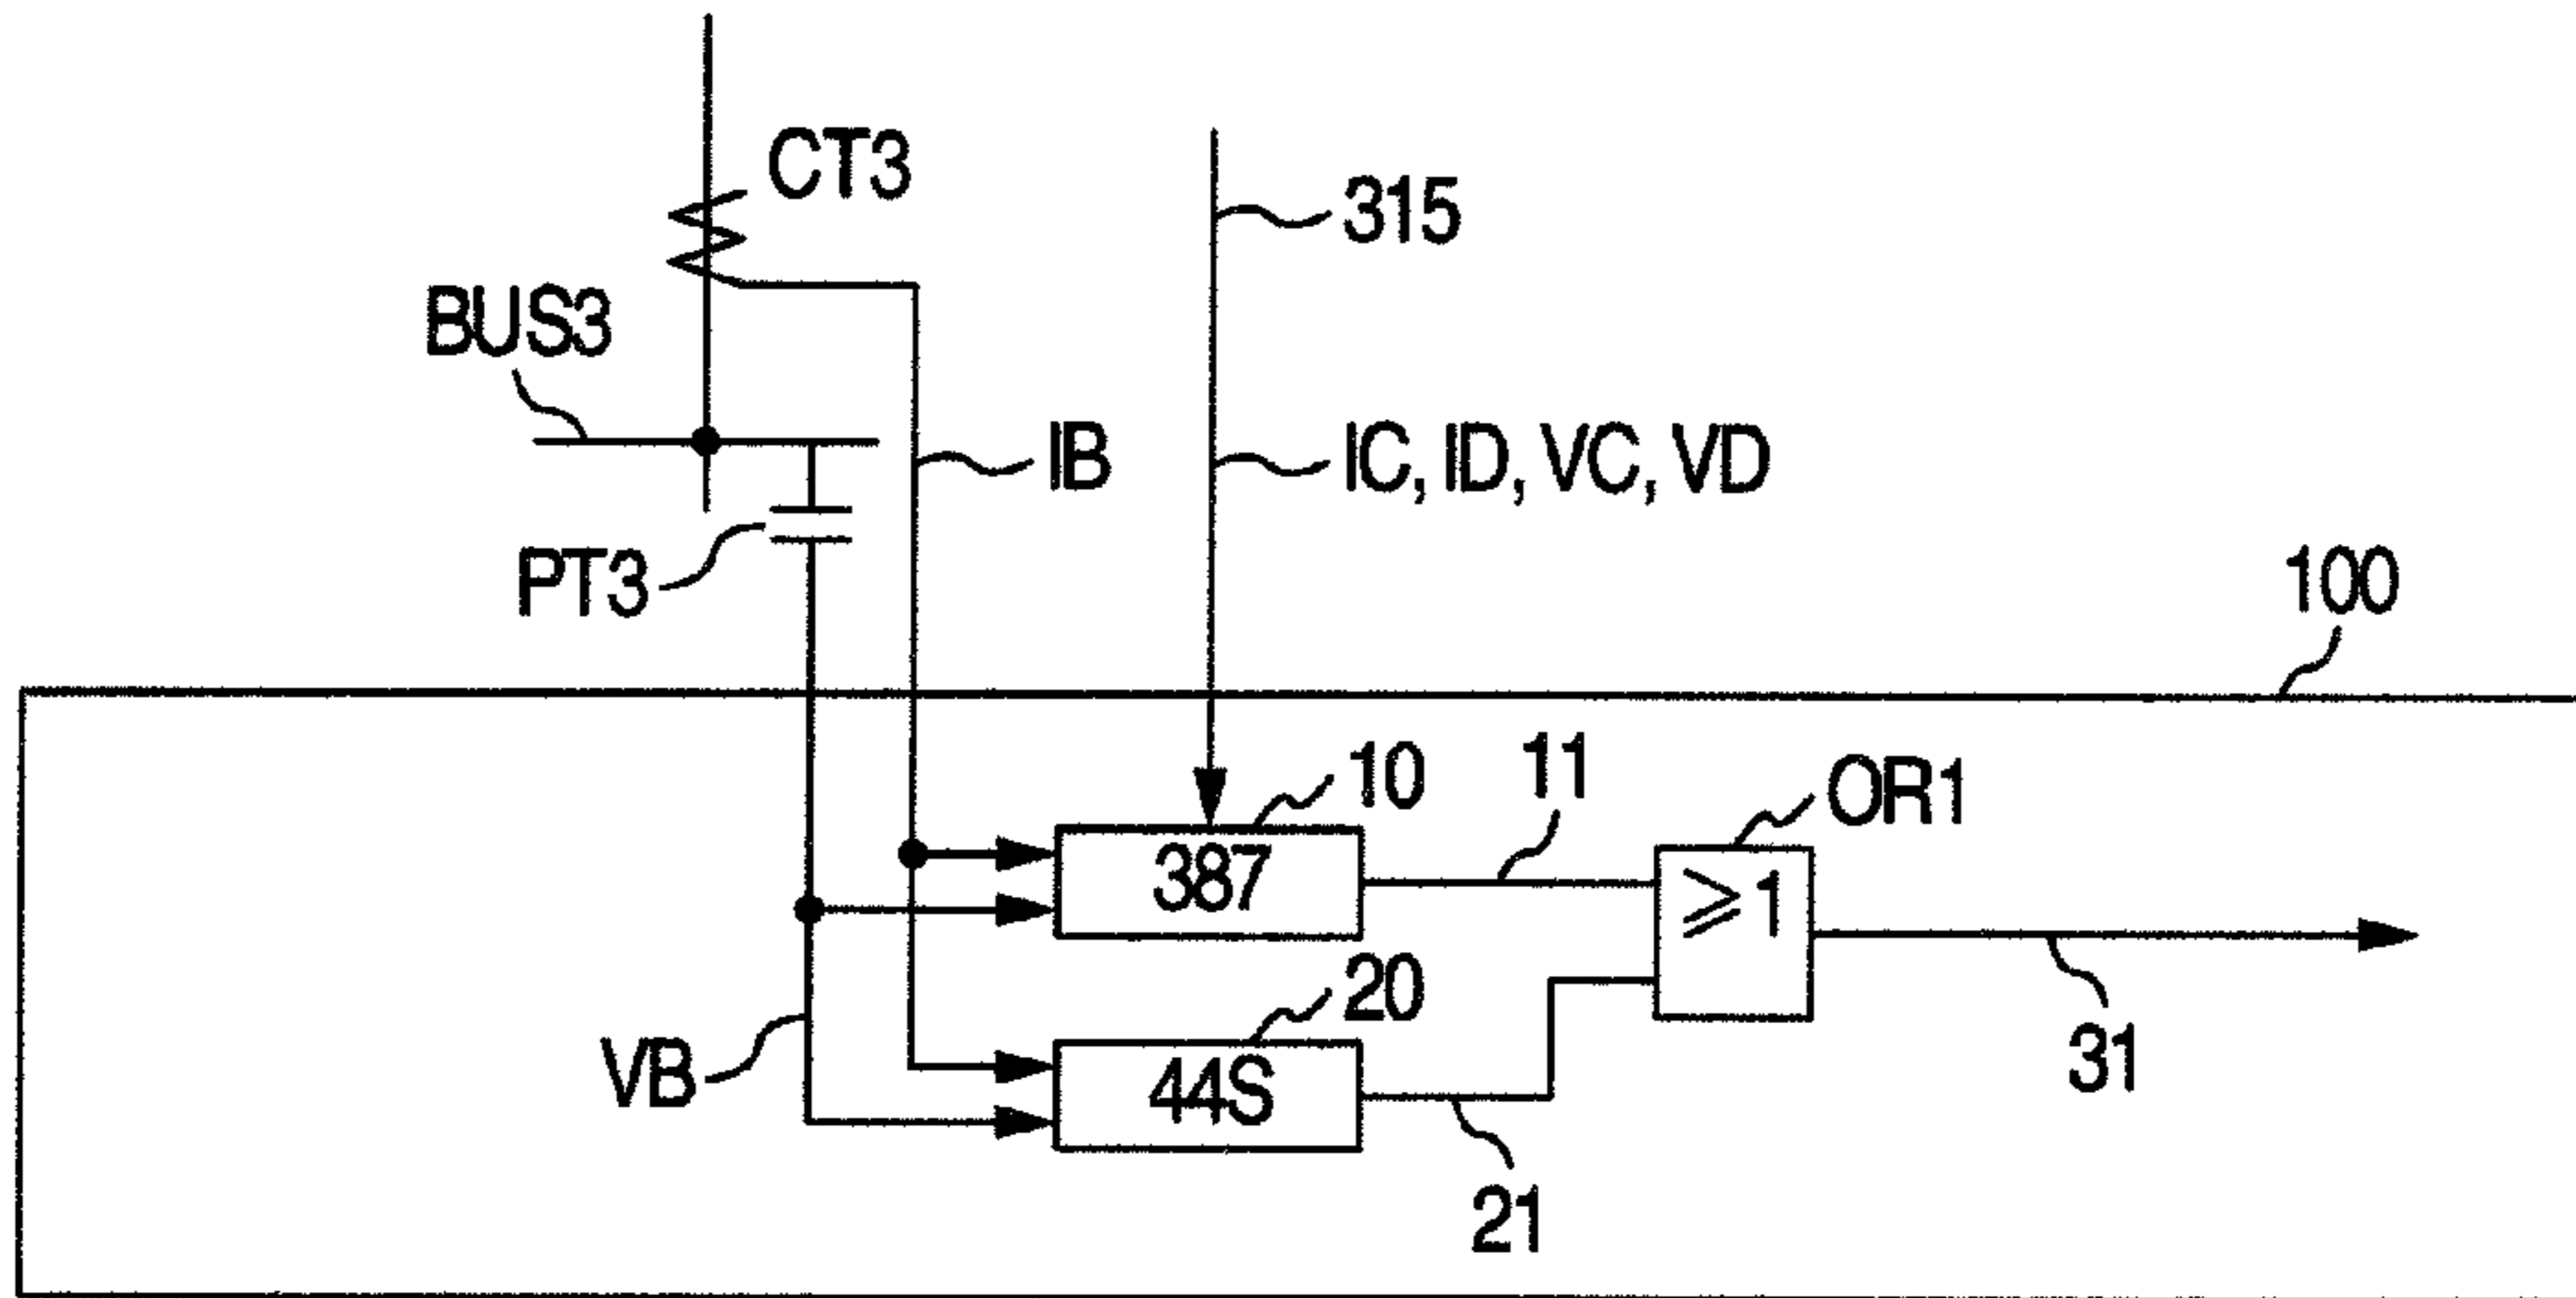 CT3
315
BUS3
IB
IC, ID, VC, VD
PT3
100
10
11
OR1
387
≥1
20
44S
VB
31
21